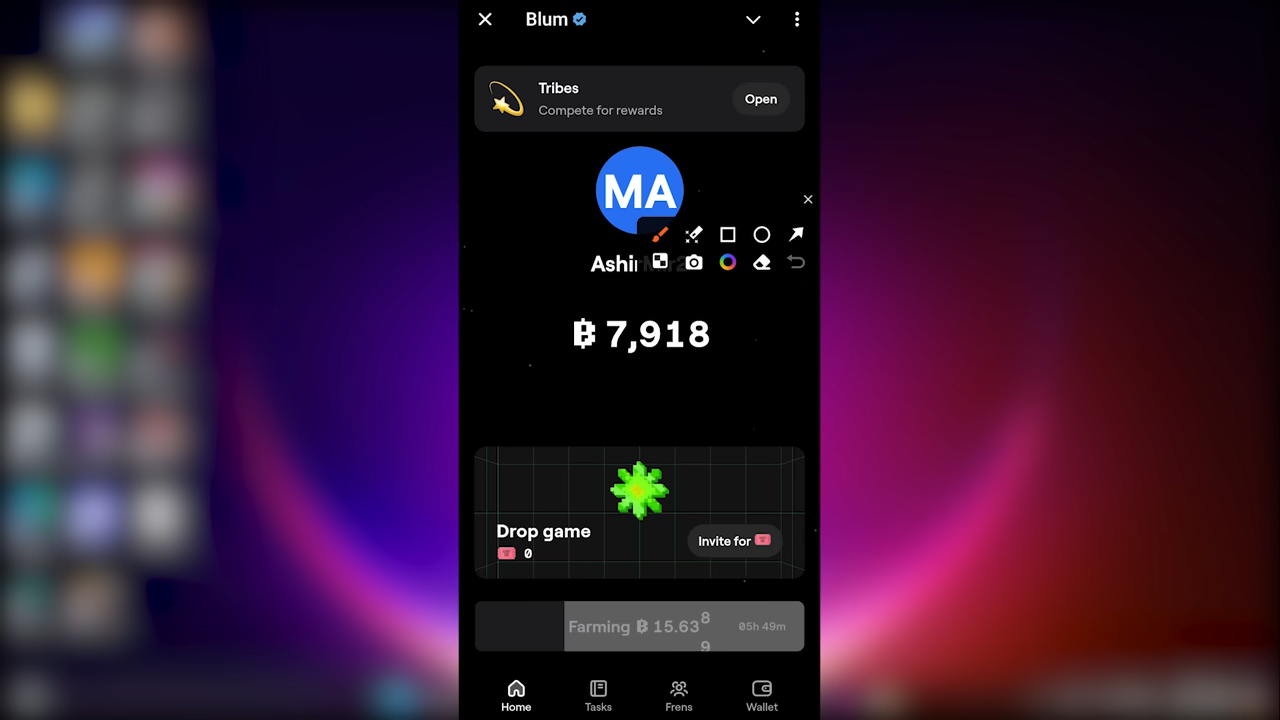 Blum
Tribes
Compete for rewards
Open
MA
฿ 7,918
Drop game
0
Invite for
Farming ฿ 15.63
05h 49m
Home
Tasks
Frens
Wallet